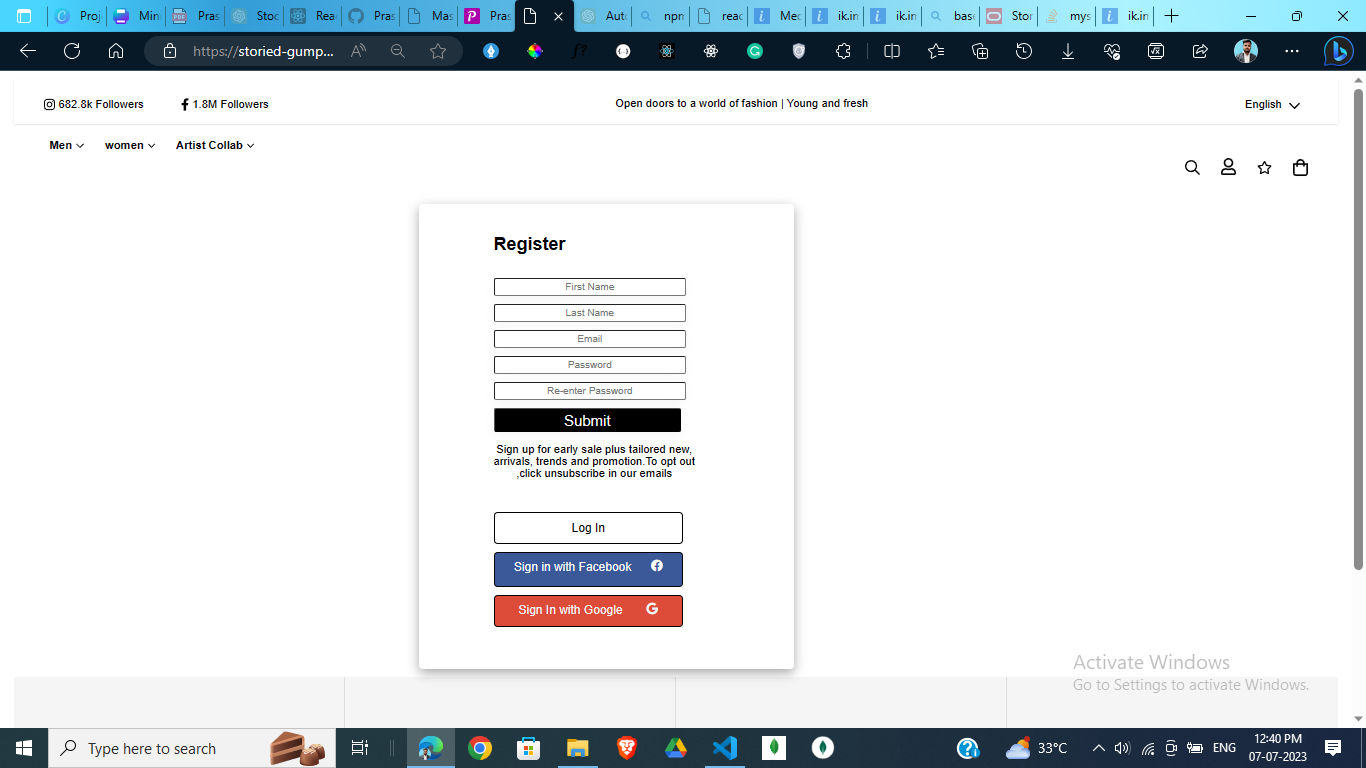 Proj
Min
Pras
Stoc
Rea
Pras
Mas
Pras
Aut
npm
reac
Mec
ik.im
ik.im
base
Stor
mys
ik.im
https://storied-gump...
682.8k Followers
1.8M Followers
Open doors to a world of fashion | Young and fresh
English
Men
women
Artist Collab
Register
First Name
Last Name
Email
Password
Re-enter Password
Submit
Sign up for early sale plus tailored new,
arrivals, trends and promotion.To opt out
,click unsubscribe in our emails
Log In
Sign in with Facebook
Sign In with Google
Activate Windows
Go to Settings to activate Windows.
Type here to search
33°C
ENG
12:40 PM
07-07-2023